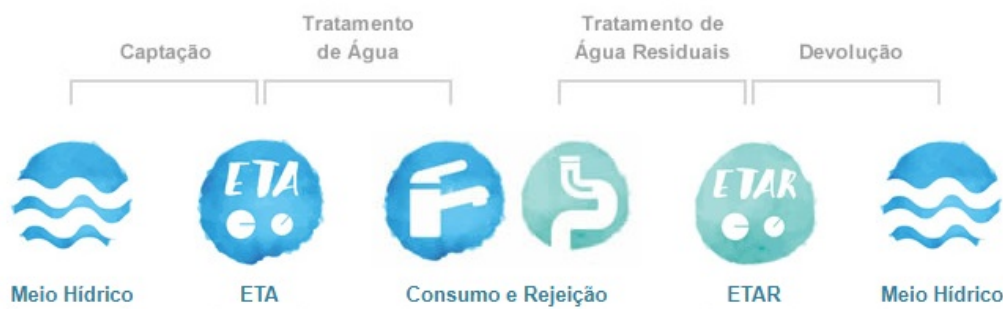 Captação
Tratamento
de Água
Tratamento de
Água Residuais
Devolução
ETA
ETAR
Meio Hídrico
ETA
Consumo e Rejeição
ETAR
Meio Hídrico